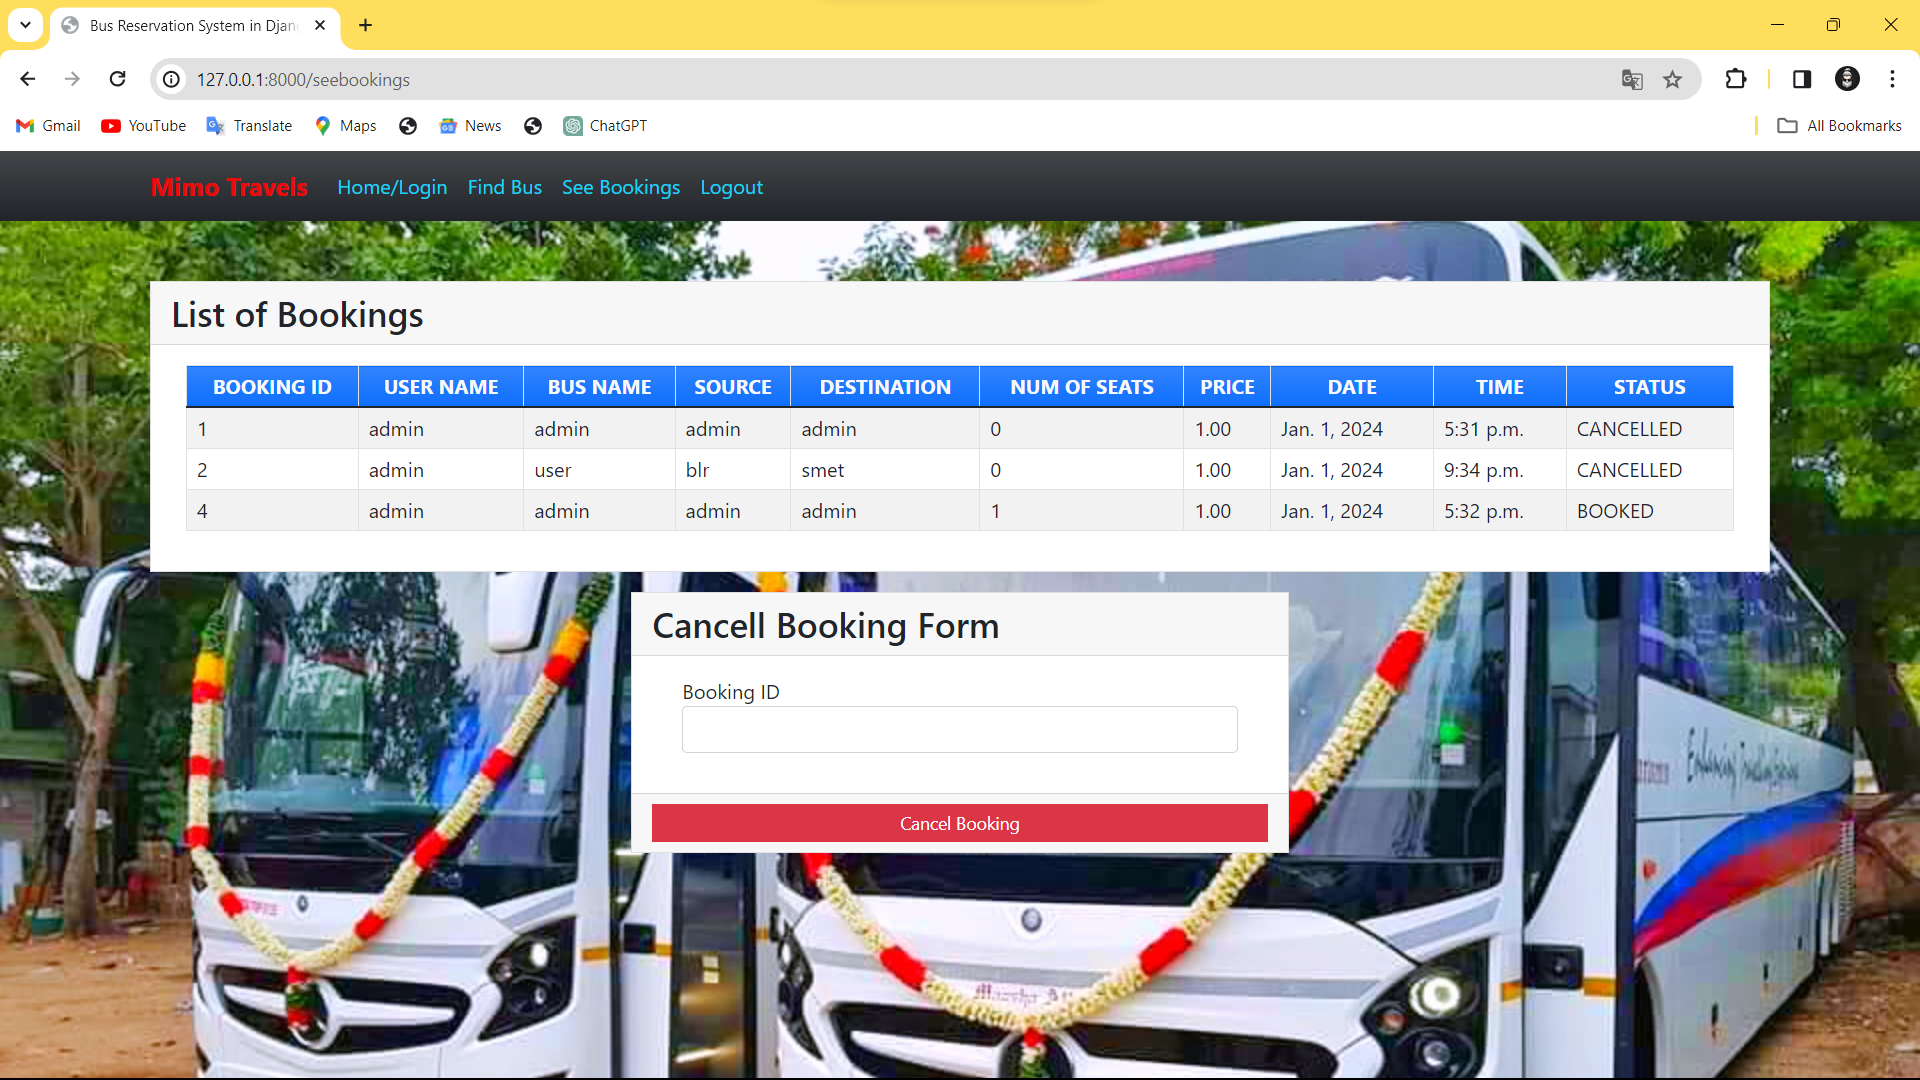 Bus Reservation System in Djan
127.0.0.1:8000/seebookings
Gmail YouTube Translate Maps News ChatGPT All Bookmarks
Mimo Travels Home/Login Find Bus See Bookings Logout
List of Bookings
BOOKING ID USER NAME BUS NAME SOURCE DESTINATION NUM OF SEATS PRICE DATE TIME STATUS
1 admin admin admin admin 0 1.00 Jan. 1, 2024 5:31 p.m. CANCELLED
2 admin user blr smet 0 1.00 Jan. 1, 2024 9:34 p.m. CANCELLED
4 admin admin admin admin 1 1.00 Jan. 1, 2024 5:32 p.m. BOOKED
Cancell Booking Form
Booking ID
Cancel Booking